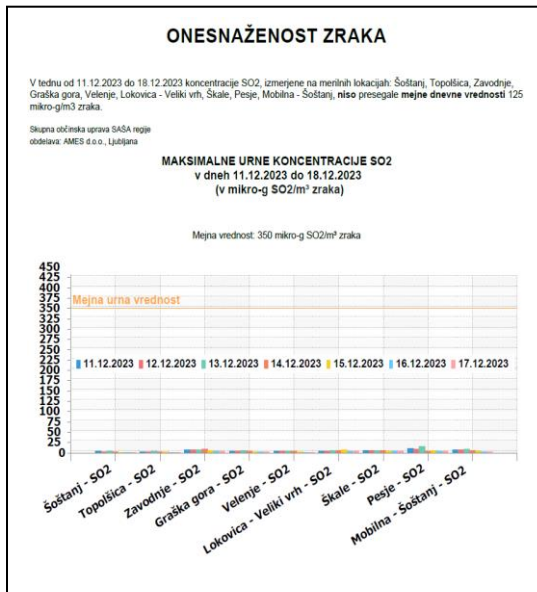 ONESNAŽENOST ZRAKA
V tednu od 11.12.2023 do 18.12.2023 koncentracije SO2, izmerjene na merilnih lokacijah: Šoštanj, Topolšica, Zavodnje,
Graška gora, Velenje, Lokovica - Veliki vrh, Škale, Pesje, Mobilna - Šoštanj, niso presegale mejne dnevne vrednosti 125
mikro-g/m3 zraka.
Skupna občinska uprava SAŠA regije
obdelava: AMES d.o.o., Ljubljana
MAKSIMALNE URNE KONCENTRACIJE SO2
v dneh 11.12.2023 do 18.12.2023
(v mikro-g SO2/m³ zraka)
Mejna vrednost: 350 mikro-g SO2/m³ zraka
450
425
400
375
350
325
300
275
250
225
200
175
150
125
100
75
50
25
0
Mejna urna vrednost
11.12.2023 12.12.2023 13.12.2023 14.12.2023 15.12.2023 16.12.2023 17.12.2023
Šoštanj - SO2
Topolšica - SO2
Zavodnje - SO2
Graška gora - SO2
Velenje - SO2
Lokovica - Veliki vrh - SO2
Škale - SO2
Pesje - SO2
Mobilna - Šoštanj - SO2